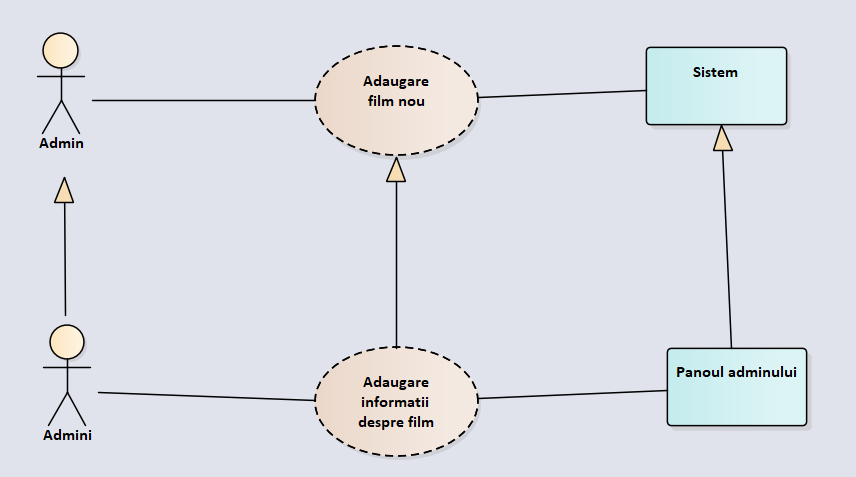 Admin
Adaugare
film nou
Sistem
Admini
Adaugare
informatii
despre film
Panoul adminului